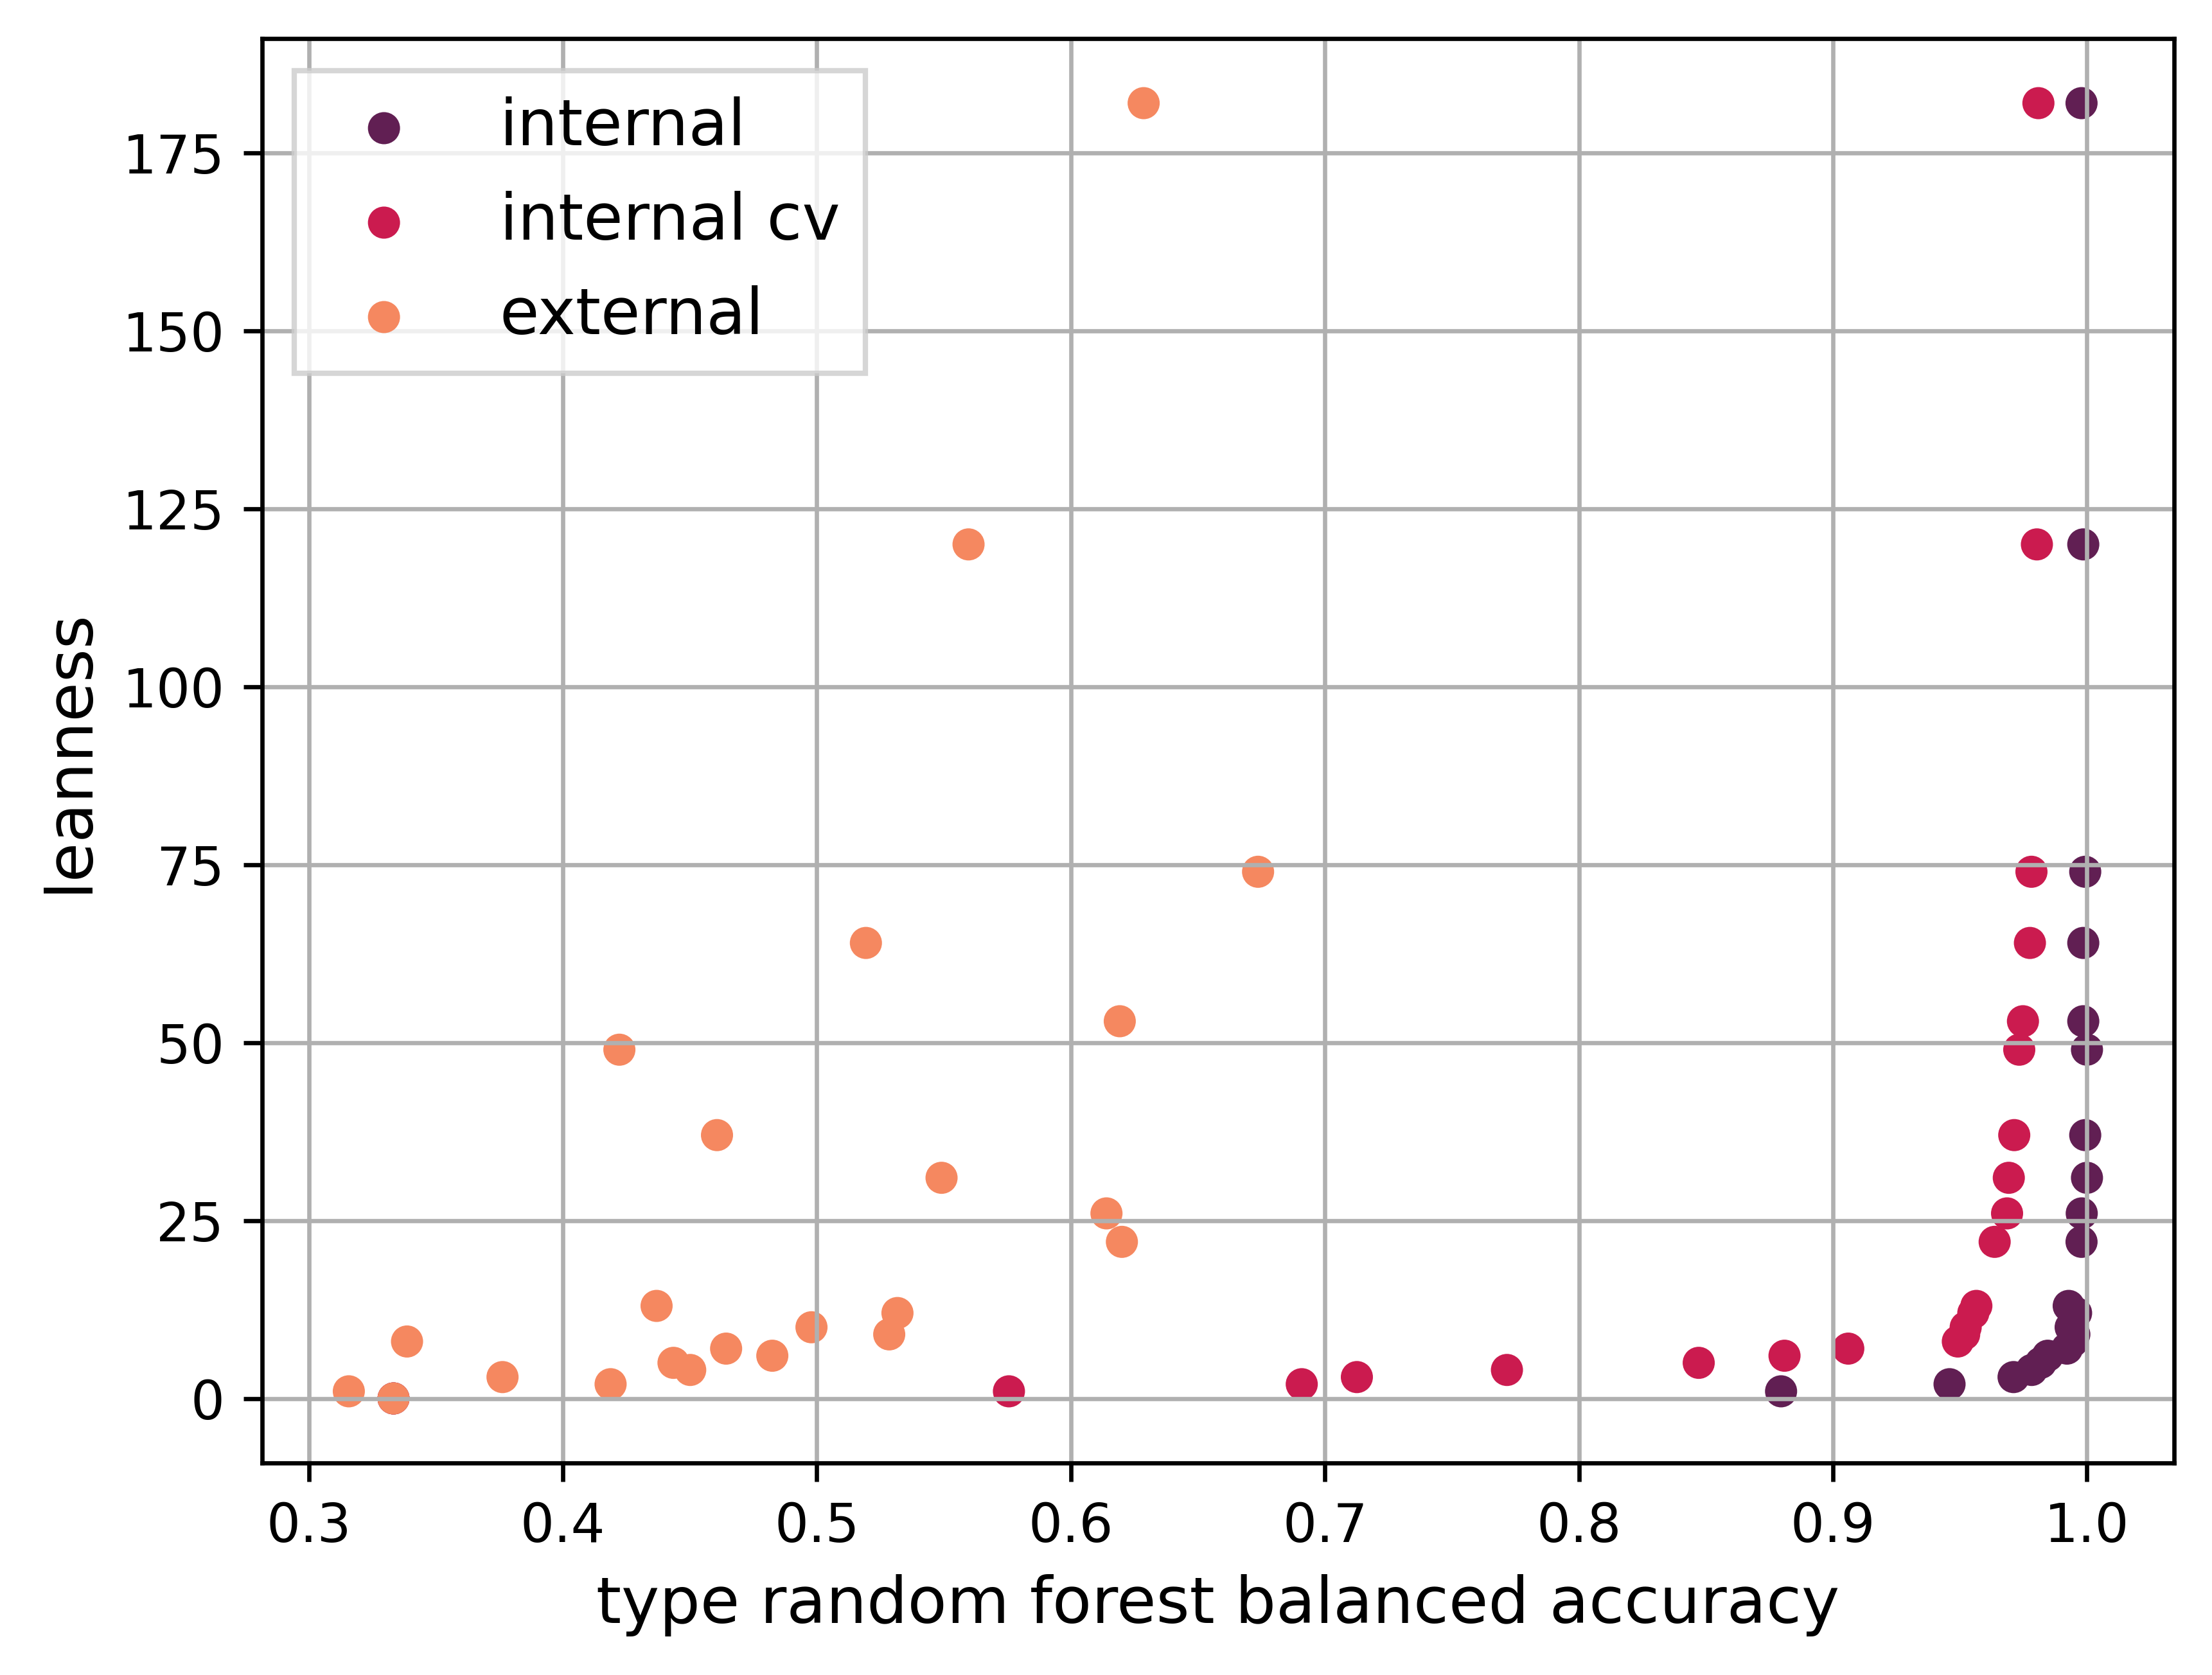 internal
internal cv
external
175
150
125
100
75
50
25
0
leanness
0.3 0.4 0.5 0.6 0.7 0.8 0.9 1.0
type random forest balanced accuracy